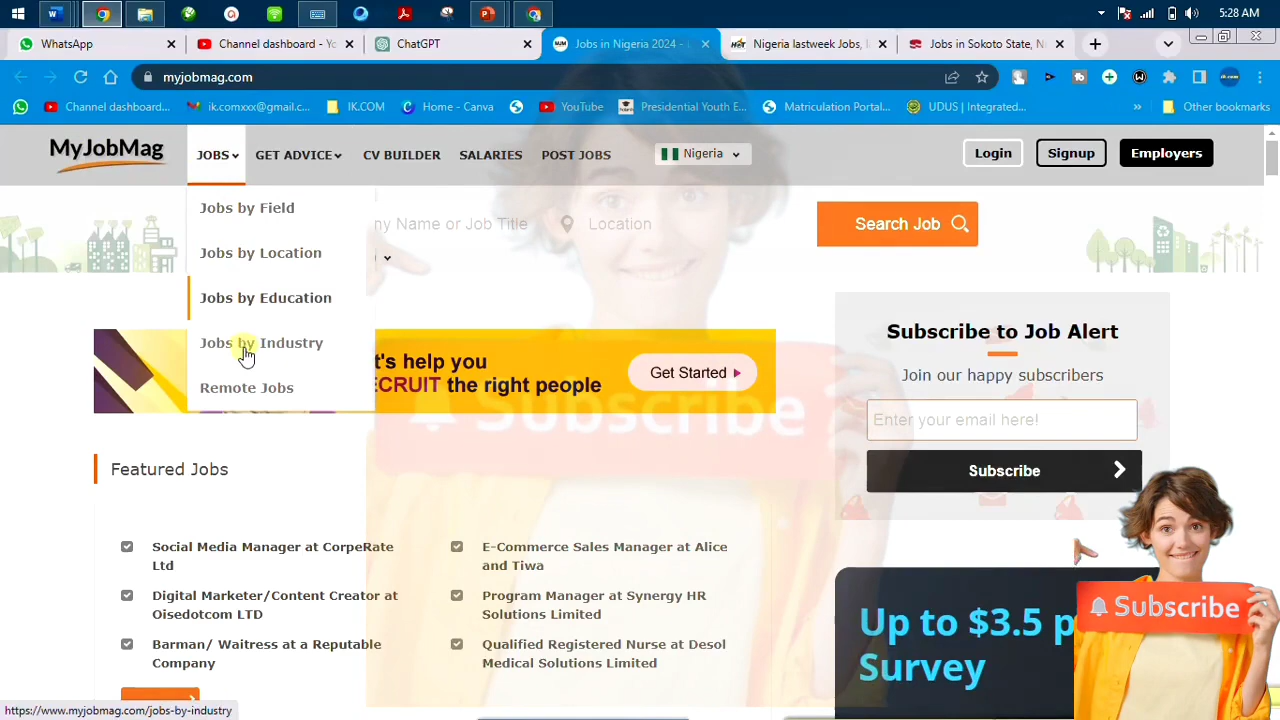 5:28 AM
WhatsApp
Channel dashboard - Yo
ChatGPT
Jobs in Nigeria 2024 -
Nigeria lastweek Jobs, L
Jobs in Sokoto State, N
myjobmag.com
Channel dashboard...
ik.comxxx@gmail.c...
IK.COM
Home - Canva
YouTube
Presidential Youth E...
Matriculation Portal...
UDUS | Integrated...
»
Other bookmarks
MyJobMag
JOBS
GET ADVICE
CV BUILDER
SALARIES
POST JOBS
Nigeria
Login
Signup
Employers
Jobs by Field
Jobs by Location
Jobs by Education
Jobs by Industry
Remote Jobs
ny Name or Job Title
Location
Search Job
t's help you
ECRUIT the right people
Get Started
Subscribe to Job Alert
Join our happy subscribers
Enter your email here!
Subscribe
Subscribe
Featured Jobs
Social Media Manager at CorpeRate
Ltd
Digital Marketer/Content Creator at
Oisedotcom LTD
Barman/ Waitress at a Reputable
Company
E-Commerce Sales Manager at Alice
and Tiwa
Program Manager at Synergy HR
Solutions Limited
Qualified Registered Nurse at Desol
Medical Solutions Limited
Up to $3.5 p
Survey
Subscribe
https://www.myjobmag.com/jobs-by-industry